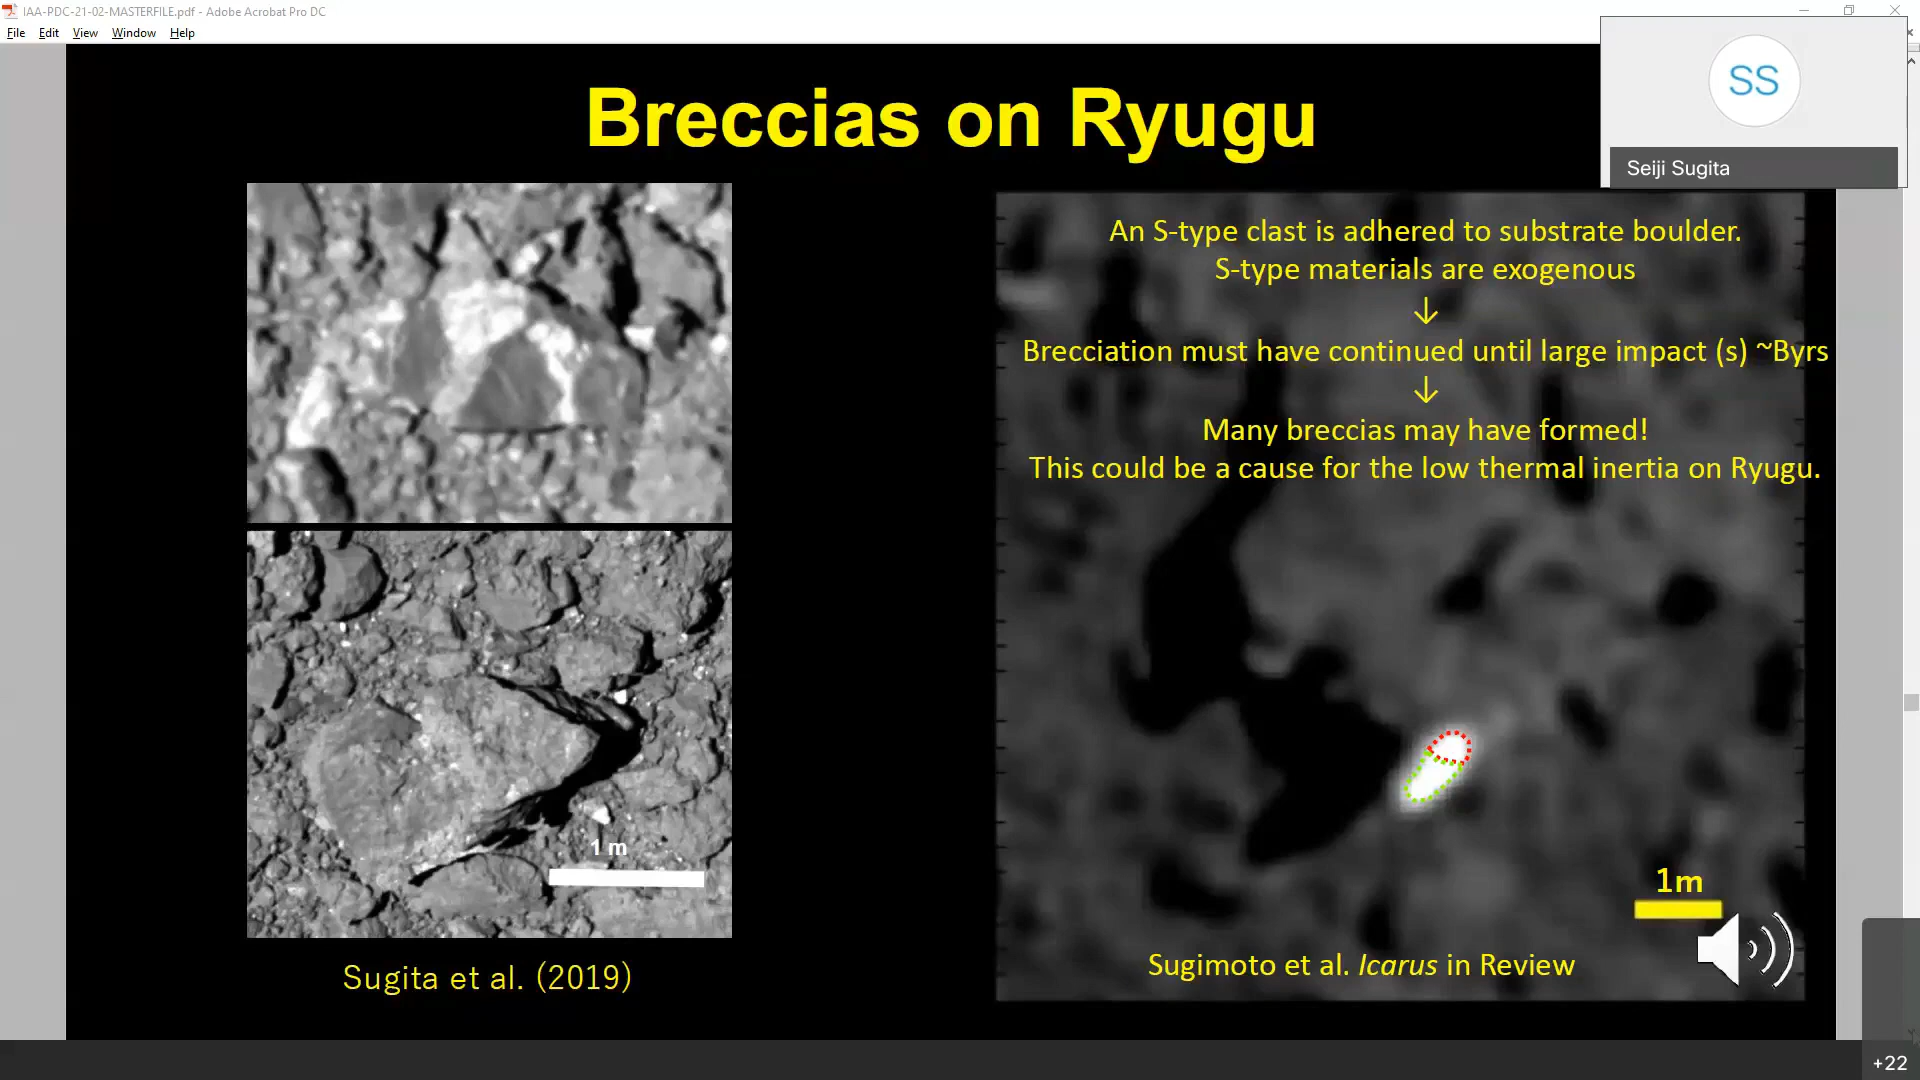 IAA-PDC-21-02-MASTERFILE.pdf - Adobe Acrobat Pro DC
File Edit View Window Help
Breccias on Ryugu
SS
Seiji Sugita
An S-type clast is adhered to substrate boulder.
S-type materials are exogenous
↓
Brecciation must have continued until large impact (s) ~Byrs
↓
Many breccias may have formed!
This could be a cause for the low thermal inertia on Ryugu.
1 m
1m
Sugita et al. (2019)
Sugimoto et al. Icarus in Review
+22